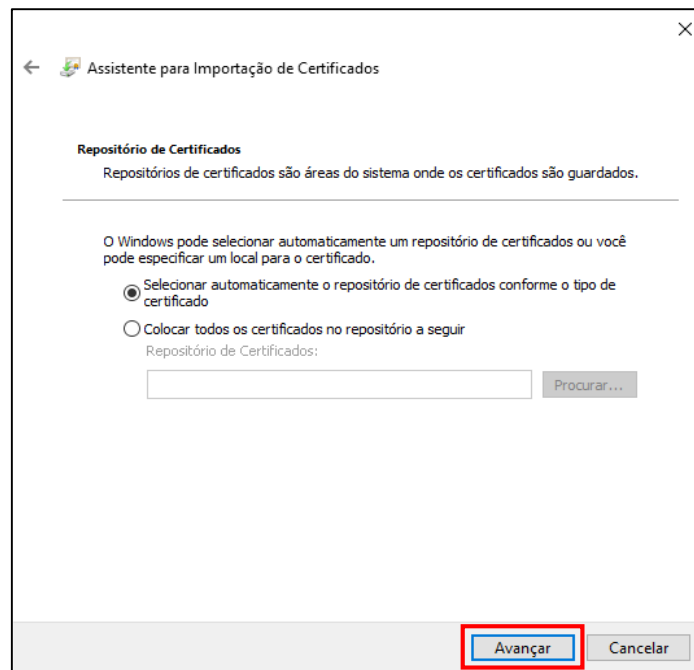 Assistente para Importação de Certificados
Repositório de Certificados
Repositórios de certificados são áreas do sistema onde os certificados são guardados.
O Windows pode selecionar automaticamente um repositório de certificados ou você
pode especificar um local para o certificado.
Selecionar automaticamente o repositório de certificados conforme o tipo de
certificado
Colocar todos os certificados no repositório a seguir
Repositório de Certificados:
Procurar...
Avançar
Cancelar